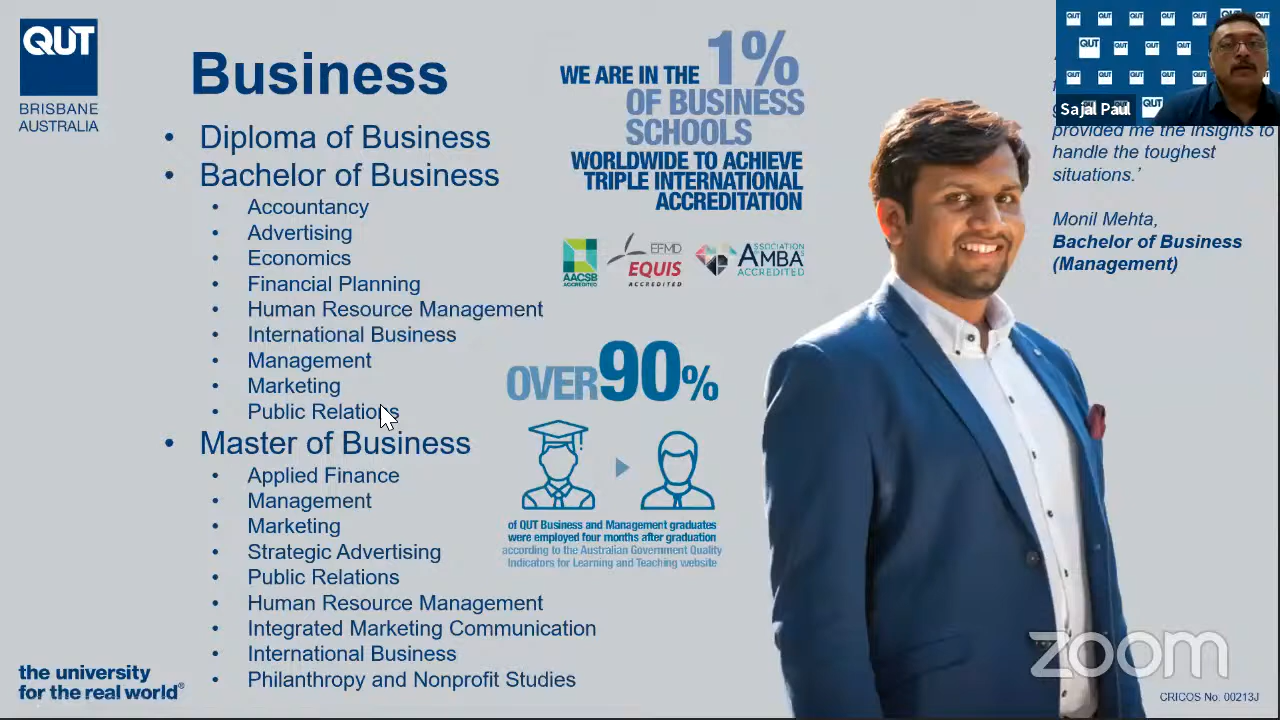 QUT
BRISBANE
AUSTRALIA
Business
• Diploma of Business
• Bachelor of Business
• Accountancy
• Advertising
• Economics
• Financial Planning
• Human Resource Management
• International Business
• Management
• Marketing
• Public Relations
• Master of Business
• Applied Finance
• Management
• Marketing
• Strategic Advertising
• Public Relations
• Human Resource Management
• Integrated Marketing Communication
• International Business
• Philanthropy and Nonprofit Studies
WE ARE IN THE 1%
OF BUSINESS
SCHOOLS
WORLDWIDE TO ACHIEVE
TRIPLE INTERNATIONAL
ACCREDITATION
AACSB
ACCREDITED
EFMD
EQUIS
ACCREDITED
ASSOCIATION
AMBA'S
ACCREDITED
OVER 90%
of QUT Business and Management graduates
were employed four months after graduation
according to the Australian Government Quality
Indicators for Learning and Teaching website
Sajal Paul
provided me the insights to
handle the toughest
situations.’
Monil Mehta,
Bachelor of Business
(Management)
zoom
the university
for the real world®
CRICOS No. 00213J